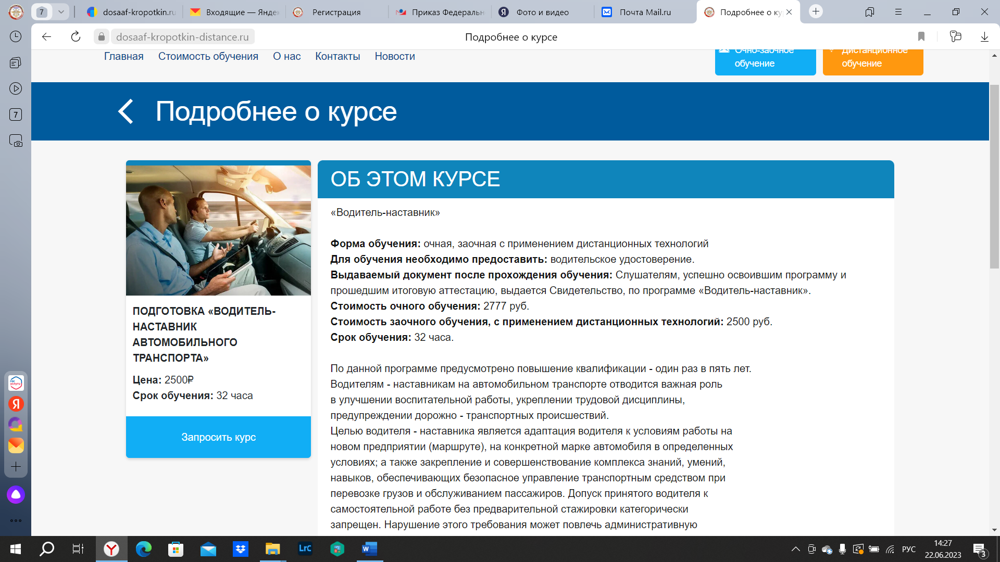 7
dosaaf-kropotkin.ru
Входящие — Яндек
Регистрация
Приказ Федеральн
Я
Фото и видео
Почта Mail.ru
Подробнее о ку
dosaaf-kropotkin-distance.ru
Подробнее о курсе
7
Главная
Стоимость обучения
О нас
Контакты
Новости
Очно-заочное
обучение
Дистанционное
обучение
Подробнее о курсе
ПОДГОТОВКА «ВОДИТЕЛЬ-
НАСТАВНИК
АВТОМОБИЛЬНОГО
ТРАНСПОРТА»
Цена: 2500₽
Срок обучения: 32 часа
Запросить курс
ОБ ЭТОМ КУРСЕ
«Водитель-наставник»
Форма обучения: очная, заочная с применением дистанционных технологий
Для обучения необходимо предоставить: водительское удостоверение.
Выдаваемый документ после прохождения обучения: Слушателям, успешно освоившим программу и
прошедшим итоговую аттестацию, выдается Свидетельство, по программе «Водитель-наставник».
Стоимость очного обучения: 2777 руб.
Стоимость заочного обучения, с применением дистанционных технологий: 2500 руб.
Срок обучения: 32 часа.
По данной программе предусмотрено повышение квалификации - один раз в пять лет.
Водителям - наставникам на автомобильном транспорте отводится важная роль
в улучшении воспитательной работы, укреплении трудовой дисциплины,
предупреждении дорожно - транспортных происшествий.
Целью водителя - наставника является адаптация водителя к условиям работы на
новом предприятии (маршруте), на конкретной марке автомобиля в определенных
условиях; а также закрепление и совершенствование комплекса знаний, умений,
навыков, обеспечивающих безопасное управление транспортным средством при
перевозке грузов и обслуживанием пассажиров. Допуск принятого водителя к
самостоятельной работе без предварительной стажировки категорически
запрещен. Нарушение этого требования может повлечь административную
гос
услуги
Я
LrC
W
РУС
14:27
22.06.2023
3